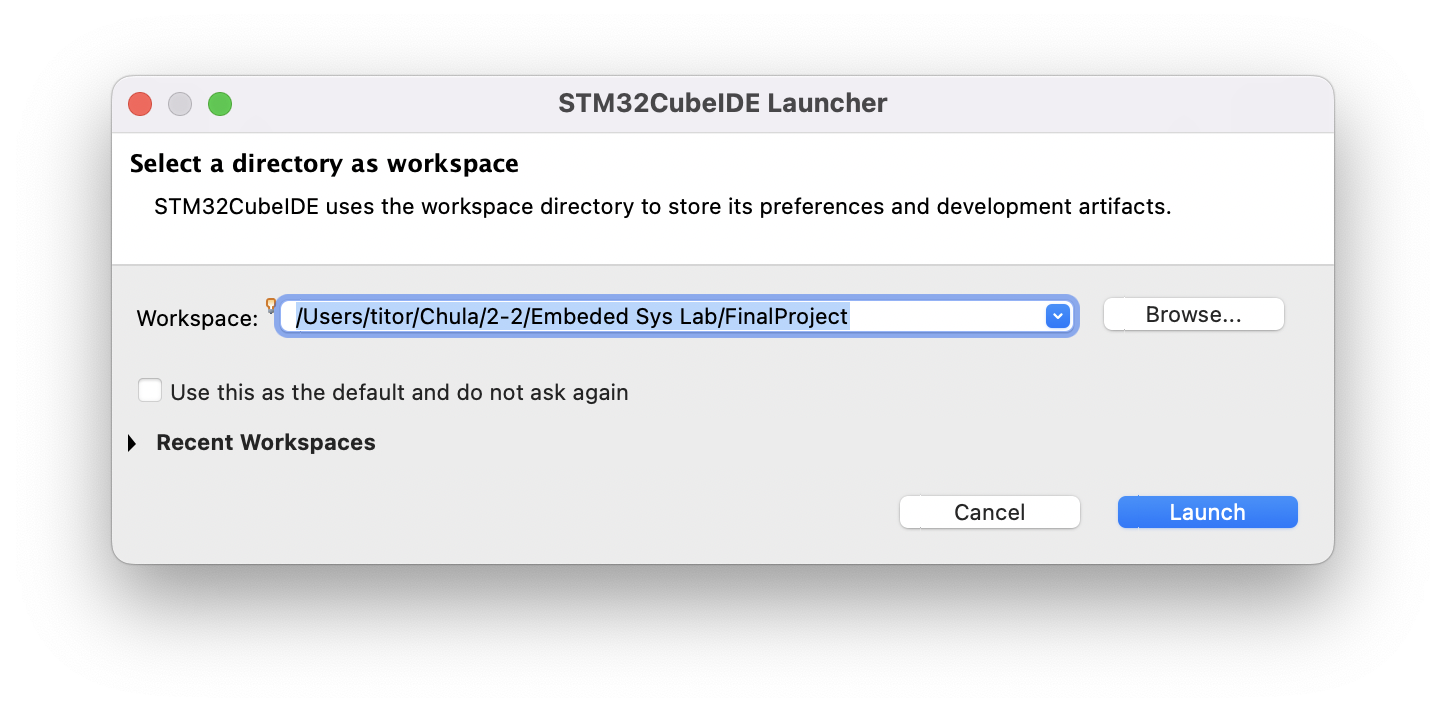 STM32CubeIDE Launcher
Select a directory as workspace
STM32CubeIDE uses the workspace directory to store its preferences and development artifacts.
Workspace: /Users/titor/Chula/2-2/Embeded Sys Lab/FinalProject Browse...
Use this as the default and do not ask again
Recent Workspaces
Cancel Launch